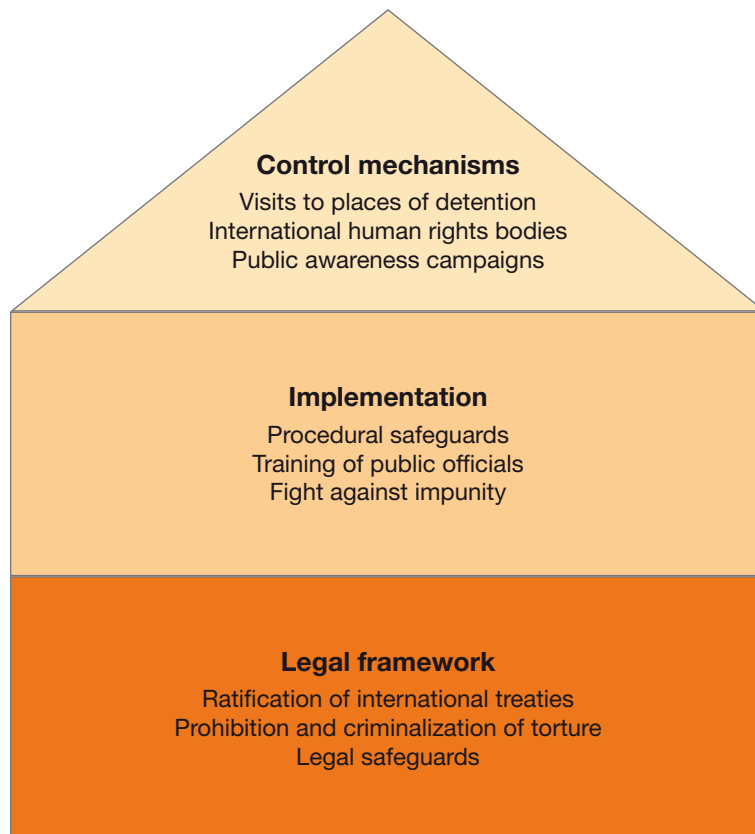 Control mechanisms
Visits to places of detention
International human rights bodies
Public awareness campaigns
Implementation
Procedural safeguards
Training of public officials
Fight against impunity
Legal framework
Ratification of international treaties
Prohibition and criminalization of torture
Legal safeguards